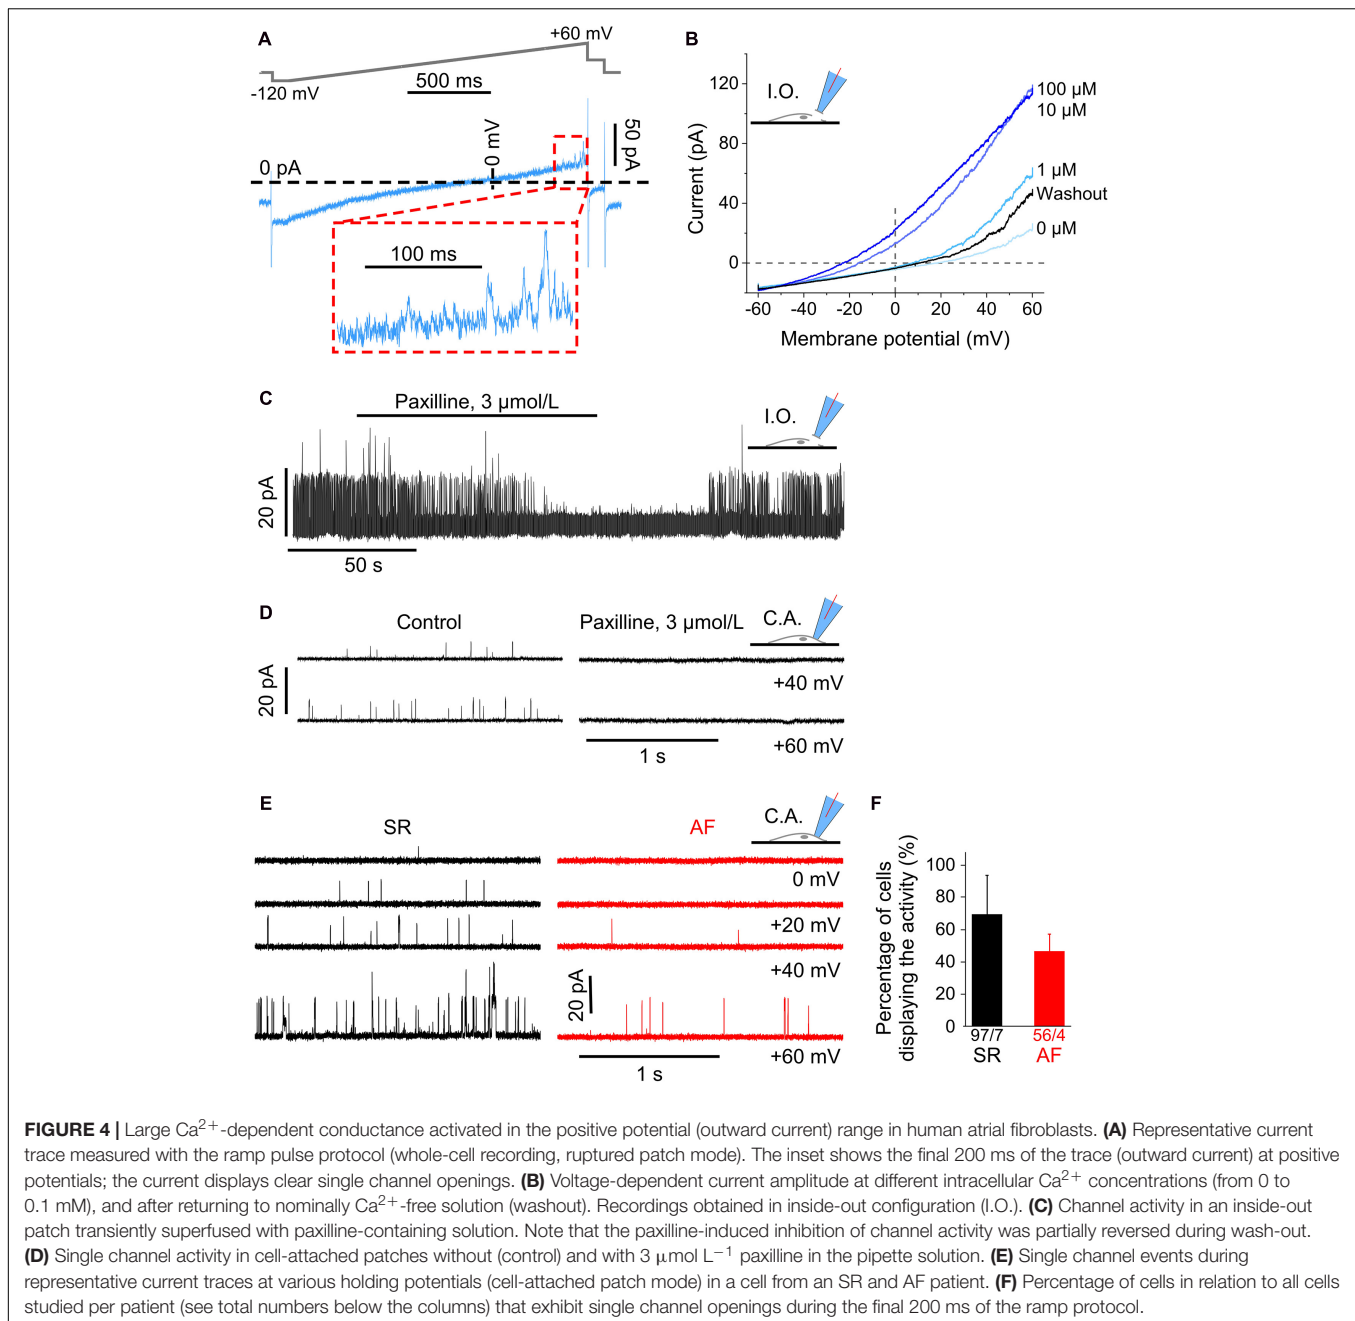 A
+60 mV
500 ms
-120 mV
0 mV
50 pA
0 pA
100 ms
B
I.O.
120
80
40
0
Current (pA)
100 µM
10 µM
1 µM
Washout
0 µM
-60 -40 -20 0 20 40 60
Membrane potential (mV)
C
Paxilline, 3 µmol/L
I.O.
20 pA
50 s
D
Control
Paxilline, 3 µmol/L
C.A.
20 pA
+40 mV
+60 mV
1 s
E
SR
AF
C.A.
0 mV
+20 mV
+40 mV
20 pA
+60 mV
1 s
F
Percentage of cells
displaying the activity (%)
100
80
60
40
20
0
97/7 56/4
SR AF
FIGURE 4 | Large Ca2+-dependent conductance activated in the positive potential (outward current) range in human atrial fibroblasts. (A) Representative current
trace measured with the ramp pulse protocol (whole-cell recording, ruptured patch mode). The inset shows the final 200 ms of the trace (outward current) at positive
potentials; the current displays clear single channel openings. (B) Voltage-dependent current amplitude at different intracellular Ca2+ concentrations (from 0 to
0.1 mM), and after returning to nominally Ca2+-free solution (washout). Recordings obtained in inside-out configuration (I.O.). (C) Channel activity in an inside-out
patch transiently superfused with paxilline-containing solution. Note that the paxilline-induced inhibition of channel activity was partially reversed during wash-out.
(D) Single channel activity in cell-attached patches without (control) and with 3 µmol L−1 paxilline in the pipette solution. (E) Single channel events during
representative current traces at various holding potentials (cell-attached patch mode) in a cell from an SR and AF patient. (F) Percentage of cells in relation to all cells
studied per patient (see total numbers below the columns) that exhibit single channel openings during the final 200 ms of the ramp protocol.